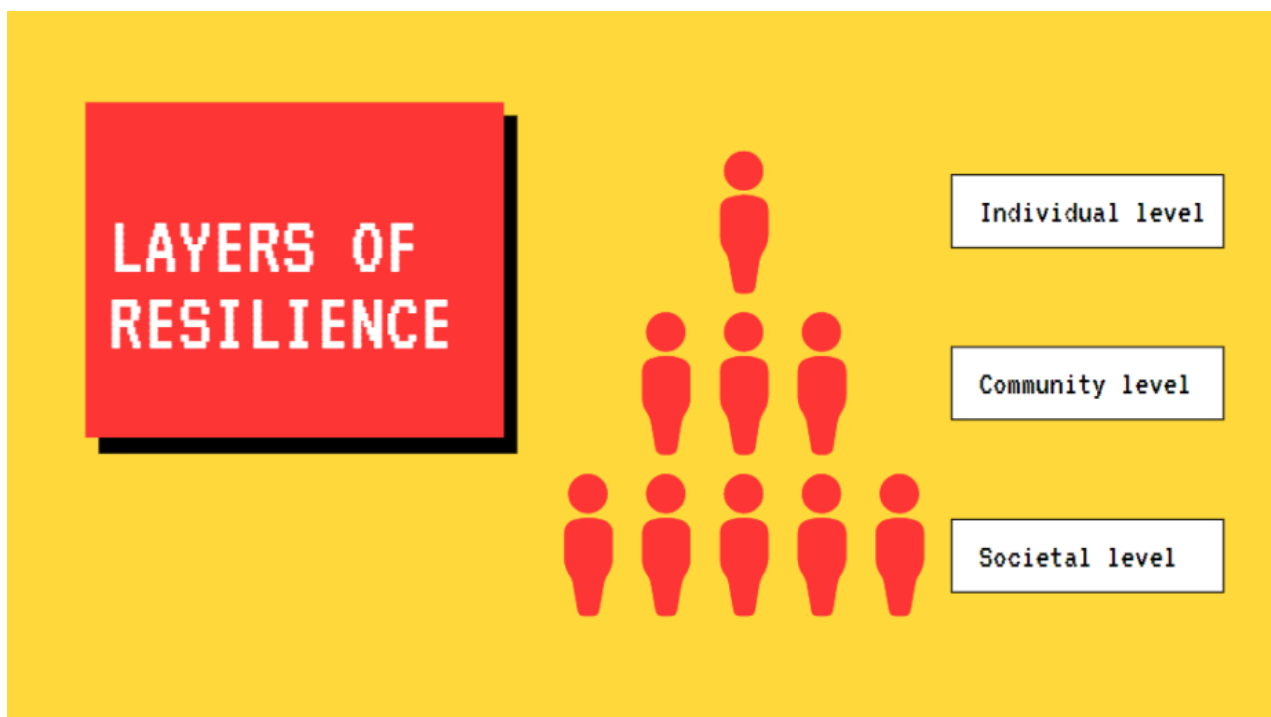 LAYERS OF
RESILIENCE
Individual level
Community level
Societal level